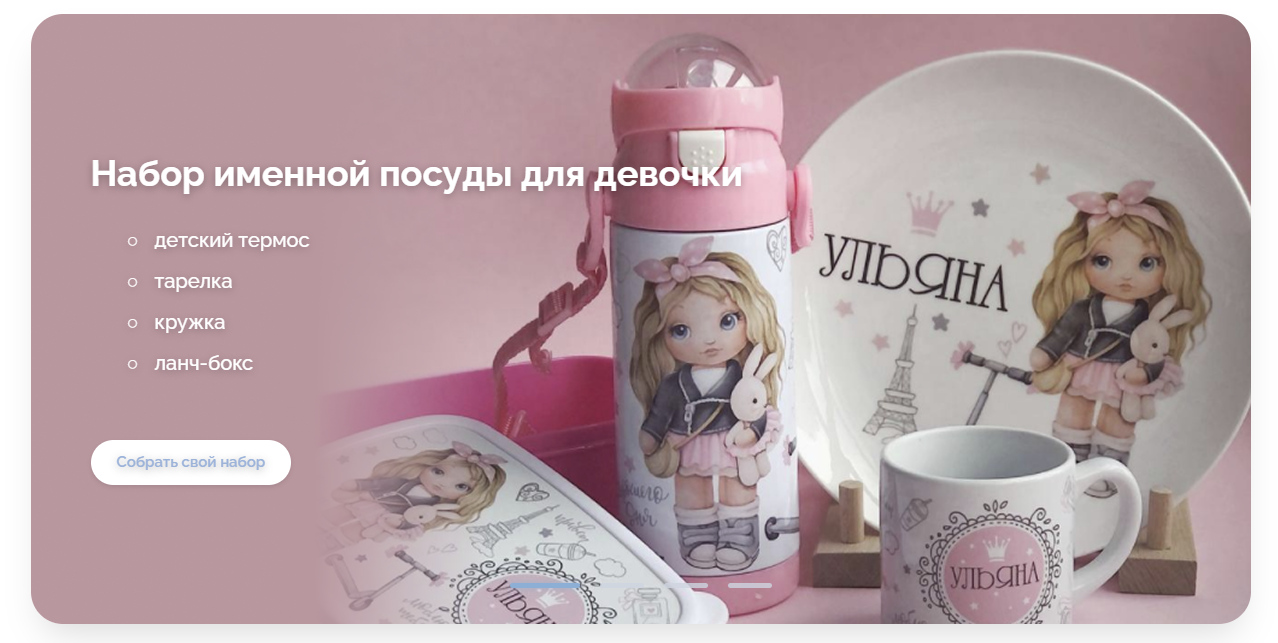 Набор именной посуды для девочки
детский термос
тарелка
кружка
ланч-бокс
Собрать свой набор
УЛЬЯНА
УЛЬЯНА